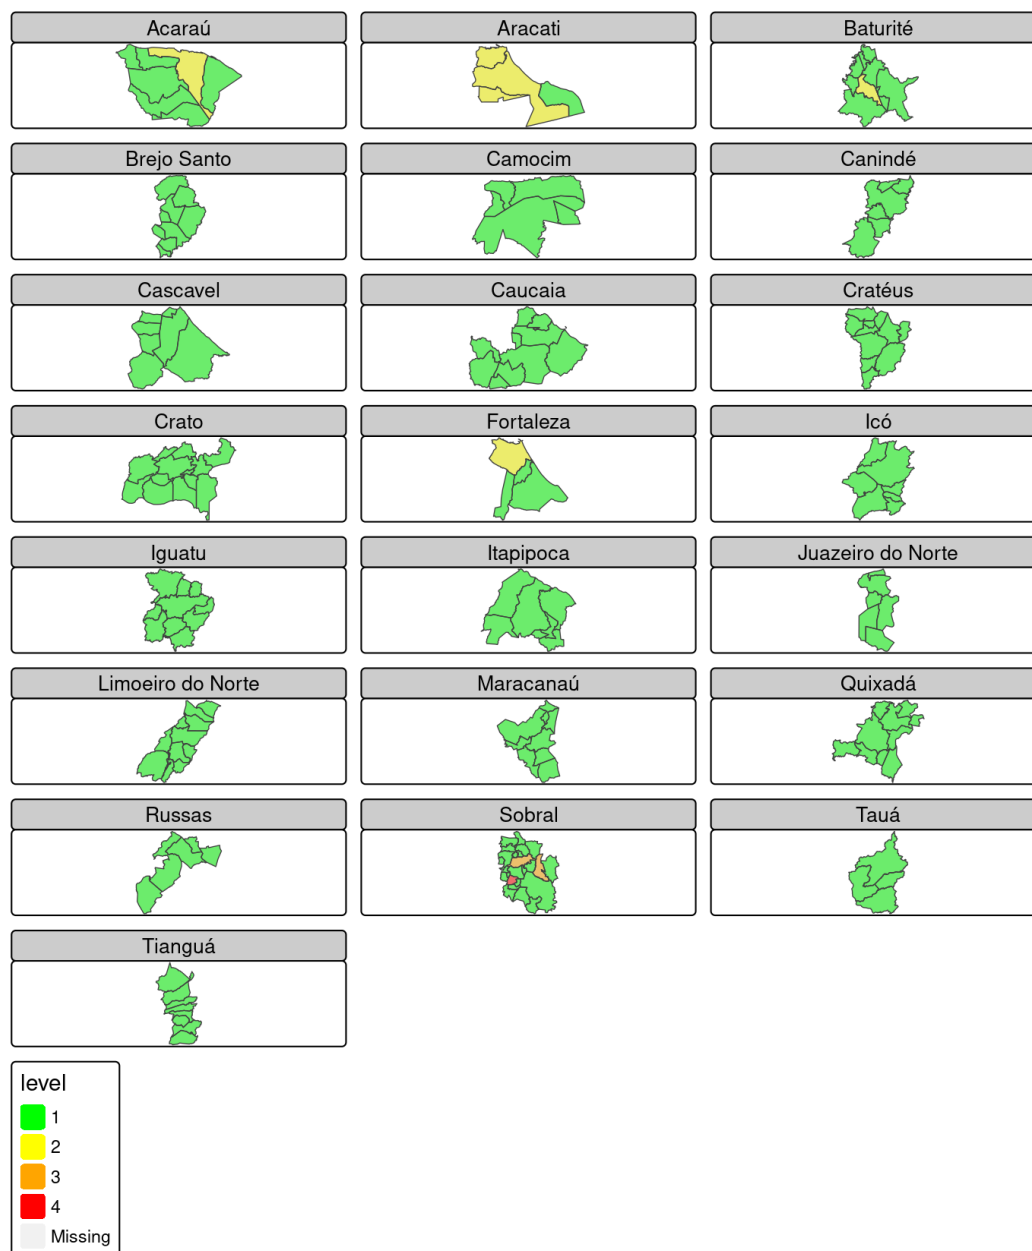 Acaraú
Aracati
Baturité
Brejo Santo
Camocim
Canindé
Cascavel
Caucaia
Cratéus
Crato
Fortaleza
Icó
Iguatu
Itapipoca
Juazeiro do Norte
Limoeiro do Norte
Maracanaú
Quixadá
Russas
Sobral
Tauá
Tianguá
level
1
2
3
4
Missing